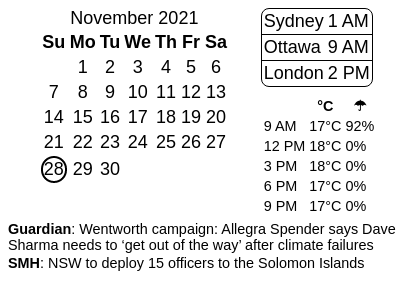 November 2021
Su Mo Tu We Th Fr Sa
1 2 3 4 5 6
7 8 9 10 11 12 13
14 15 16 17 18 19 20
21 22 23 24 25 26 27
28 29 30
Sydney 1 AM
Ottawa 9 AM
London 2 PM
°C ☂
9 AM 17°C 92%
12 PM 18°C 0%
3 PM 18°C 0%
6 PM 17°C 0%
9 PM 17°C 0%
Guardian: Wentworth campaign: Allegra Spender says Dave
Sharma needs to ‘get out of the way’ after climate failures
SMH: NSW to deploy 15 officers to the Solomon Islands